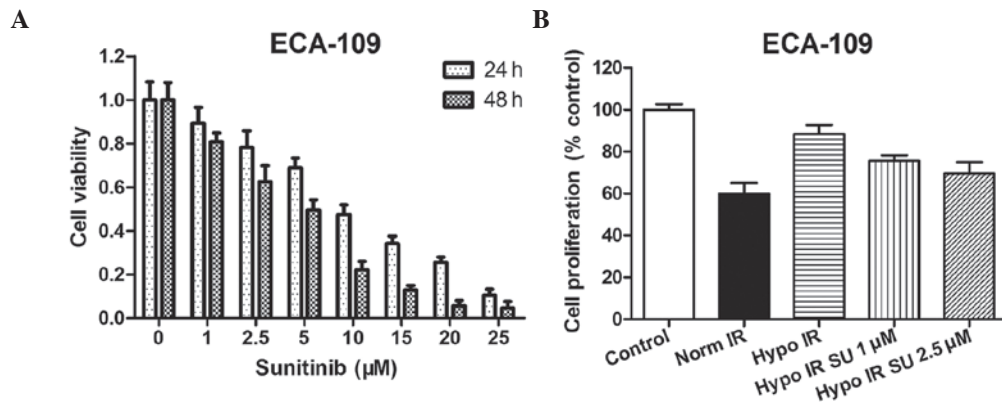 A
ECA-109
24 h
48 h
Cell viability
1.2
1.0
0.8
0.6
0.4
0.2
0.0
0 1 2.5 5 10 15 20 25
Sunitinib (µM)
B
ECA-109
Cell proliferation (% control)
120
100
80
60
40
20
0
Control
Norm IR
Hypo IR
Hypo IR SU 1 µM
Hypo IR SU 2.5 µM